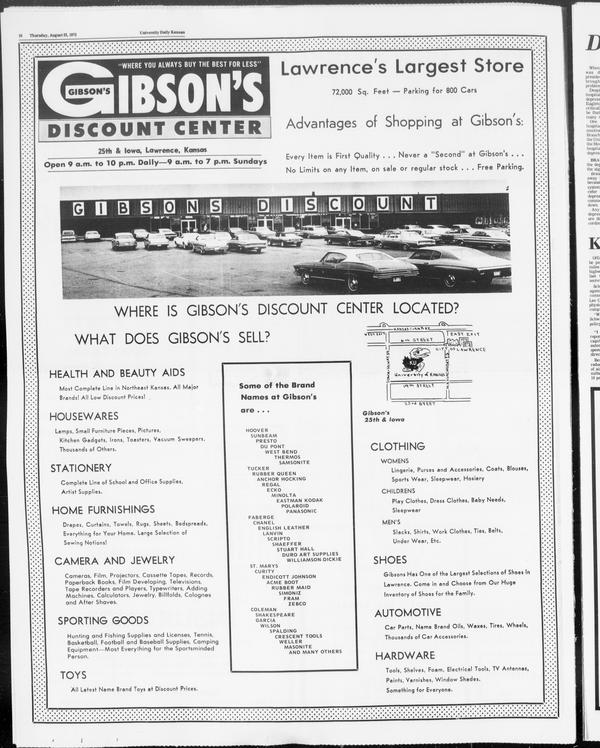 Thursday, August 23, 1973
University Daily Kansan
"WHERE YOU ALWAYS BUY THE BEST FOR LESS"
GIBSON'S
GIBSON'S
DISCOUNT CENTER
25th & Iowa, Lawrence, Kansas
Open 9 a.m. to 10 p.m. Daily—9 a.m. to 7 p.m. Sundays
Lawrence's Largest Store
72,000 Sq. Feet — Parking for 800 Cars
Advantages of Shopping at Gibson's:
Every Item is First Quality . . . Never a "Second" at Gibson's . . .
No Limits on any Item, on sale or regular stock . . . Free Parking.
GIBSONS DISCOUNT
WHERE IS GIBSON'S DISCOUNT CENTER LOCATED?
WHAT DOES GIBSON'S SELL?
HEALTH AND BEAUTY AIDS
Most Complete Line in Northeast Kansas, All Major
Brands! All Low Discount Prices!
HOUSEWARES
Lamps, Small Furniture Pieces, Pictures,
Kitchen Gadgets, Irons, Toasters, Vacuum Sweepers,
Thousands of Others.
STATIONERY
Complete Line of School and Office Supplies,
Artist Supplies.
HOME FURNISHINGS
Drapes, Curtains, Towels, Rugs, Sheets, Bedspreads,
Everything for Your Home. Large Selection of
Sewing Notions!
CAMERA AND JEWELRY
Cameras, Film, Projectors, Cassette Tapes, Records,
Paperback Books, Film Developing, Televisions,
Tape Recorders and Players, Typewriters, Adding
Machines, Calculators, Jewelry, Billfolds, Colognes
and After Shaves.
SPORTING GOODS
Hunting and Fishing Supplies and Licenses, Tennis,
Basketball, Football and Baseball Supplies, Camping
Equipment—Most Everything for the Sportsminded
Person.
TOYS
All Latest Name Brand Toys at Discount Prices.
Some of the Brand
Names at Gibson's
are . . .
HOOVER
SUNBEAM
PRESTO
DU PONT
WEST BEND
THERMOS
SAMSONITE
TUCKER
RUBBER QUEEN
ANCHOR HOCKING
REGAL
ECKO
MINOLTA
EASTMAN KODAK
POLAROID
PANASONIC
FABERGE
CHANEL
ENGLISH LEATHER
LANVIN
SCRIPTO
SHAEFFER
STUART HALL
DURO ART SUPPLIES
WILLIAMSON DICKIE
ST. MARYS
CURITY
ENDICOTT JOHNSON
ACME BOOT
RUBBER MAID
SIMONIZ
FRAM
ZEBCO
COLEMAN
SHAKESPEARE
GARCIA
WILSON
SPALDING
CRESCENT TOOLS
WELLER
MASONITE
AND MANY OTHERS
EAST EXIT
STREET
CITY OF LAWRENCE
KU
University of Kansas
19TH STREET
23RD STREET
Gibson's
25th & Iowa
CLOTHING
WOMENS
Lingerie, Purses and Accessories, Coats, Blouses,
Sports Wear, Sleepwear, Hosiery
CHILDRENS
Play Clothes, Dress Clothes, Baby Needs,
Sleepwear
MEN'S
Slacks, Shirts, Work Clothes, Ties, Belts,
Under Wear, Etc.
SHOES
Gibsons Has One of the Largest Selections of Shoes in
Lawrence. Come in and Choose from Our Huge
Inventory of Shoes for the Family.
AUTOMOTIVE
Car Parts, Name Brand Oils, Waxes, Tires, Wheels,
Thousands of Car Accessories.
HARDWARE
Tools, Shelves, Foam, Electrical Tools, TV Antennas,
Paints, Varnishes, Window Shades.
Something for Everyone.